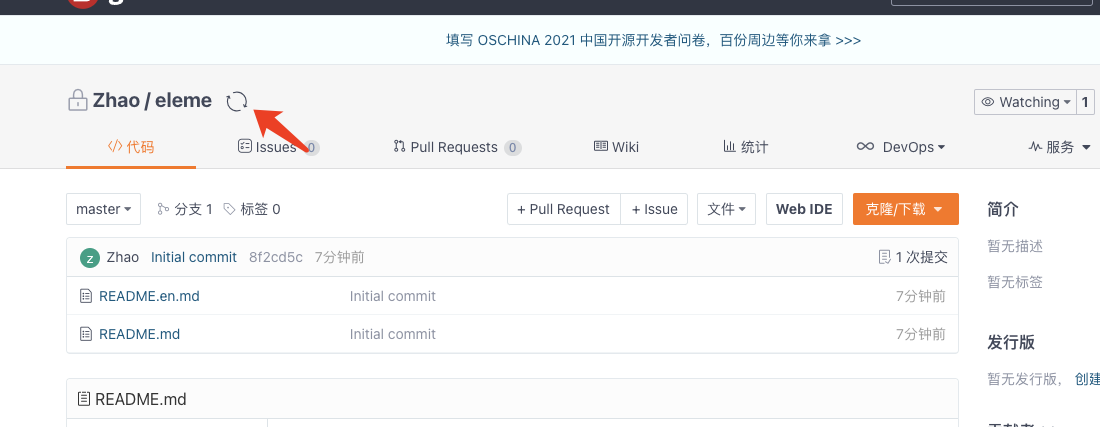 填写 OSCHINA 2021 中国开源开发者问卷，百份周边等你来拿 >>>
Zhao / eleme
Watching 1
代码 Issues 0 Pull Requests 0 Wiki 统计 DevOps 服务
master 分支 1 标签 0 + Pull Request + Issue 文件 Web IDE 克隆/下载
简介
z Zhao Initial commit 8f2cd5c 7分钟前 1 次提交
暂无描述
README.en.md Initial commit 7分钟前
暂无标签
README.md Initial commit 7分钟前
发行版
暂无发行版， 创建
README.md